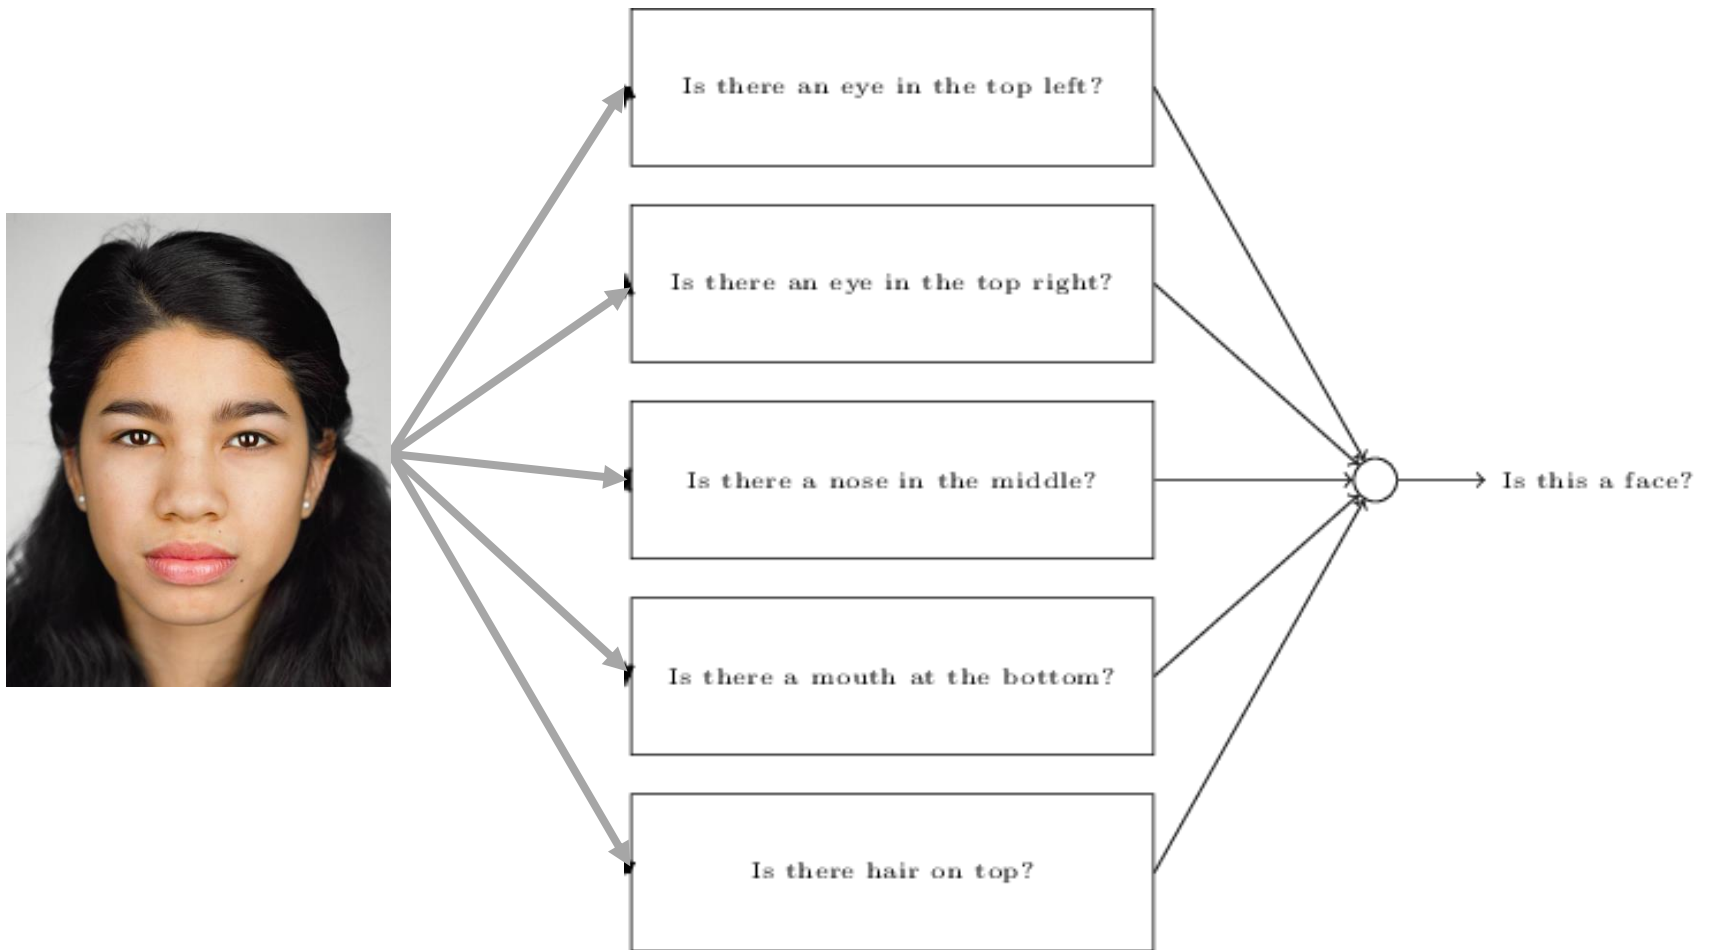 Is there an eye in the top left?
Is there an eye in the top right?
Is there a nose in the middle?
Is there a mouth at the bottom?
Is there hair on top?
Is this a face?